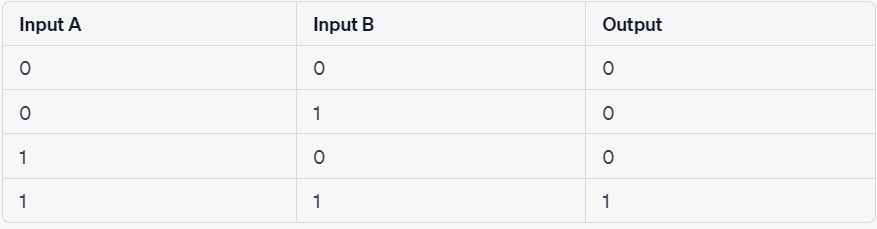 Input A Input B Output
0 0 0
0 1 0
1 0 0
1 1 1